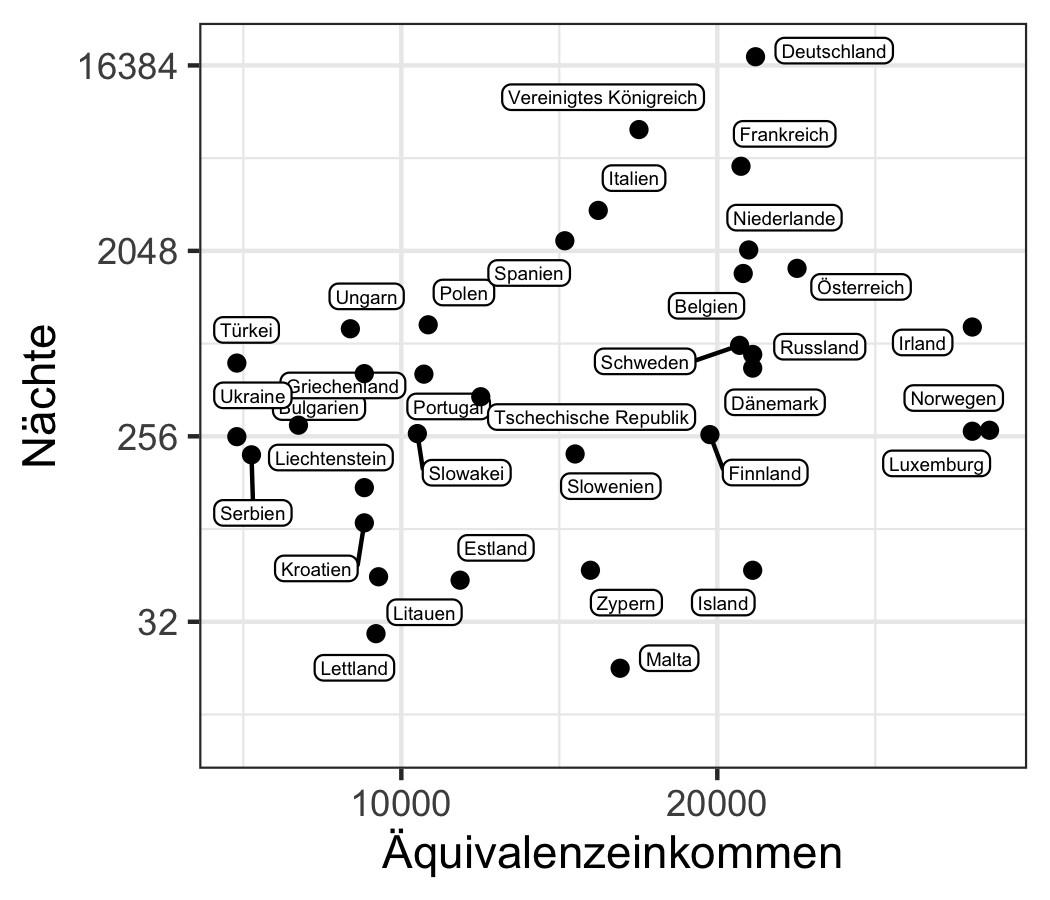 Deutschland
16384
Vereinigtes Königreich
Frankreich
Italien
Niederlande
2048
Spanien
Österreich
Polen
Ungarn
Belgien
Türkei
Irland
Russland
Schweden
Griechenland
Ukraine
Norwegen
Dänemark
Bulgarien
Portugal
Tschechische Republik
256
Liechtenstein
Luxemburg
Slowakei
Finnland
Slowenien
Serbien
Estland
Kroatien
Zypern
Island
Litauen
32
Malta
Lettland
Nächte
10000
20000
Äquivalenzeinkommen